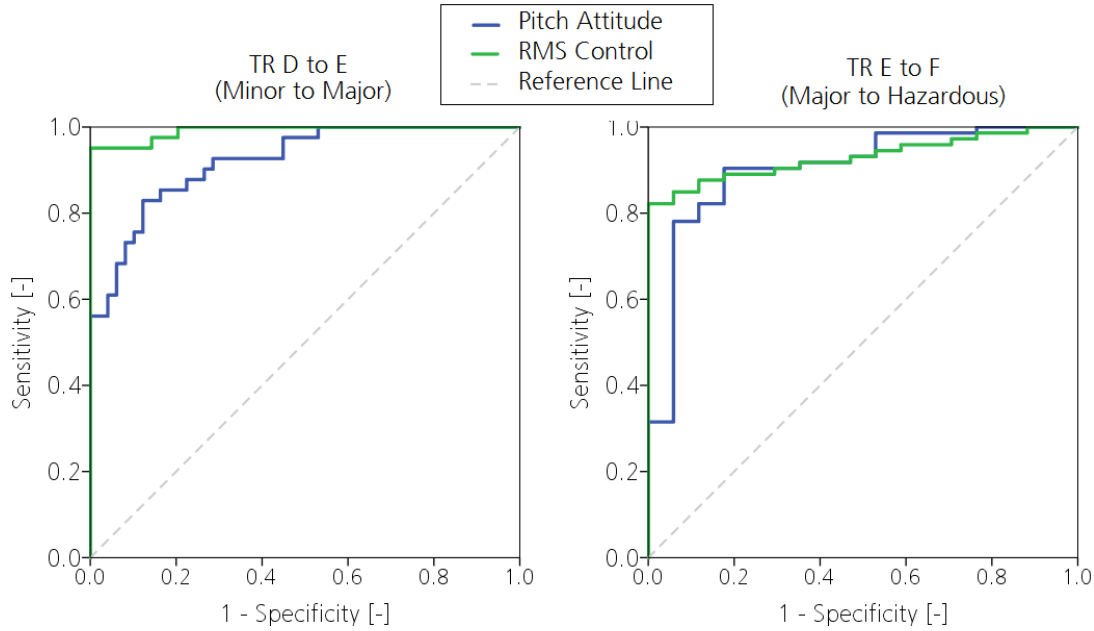 Pitch Attitude
RMS Control
Reference Line
TR D to E
(Minor to Major)
TR E to F
(Major to Hazardous)
1.0
0.8
0.6
0.4
0.2
0.0
Sensitivity [-]
0.0 0.2 0.4 0.6 0.8 1.0
1 - Specificity [-]
1.0
0.8
0.6
0.4
0.2
0.0
Sensitivity [-]
0.0 0.2 0.4 0.6 0.8 1.0
1 - Specificity [-]